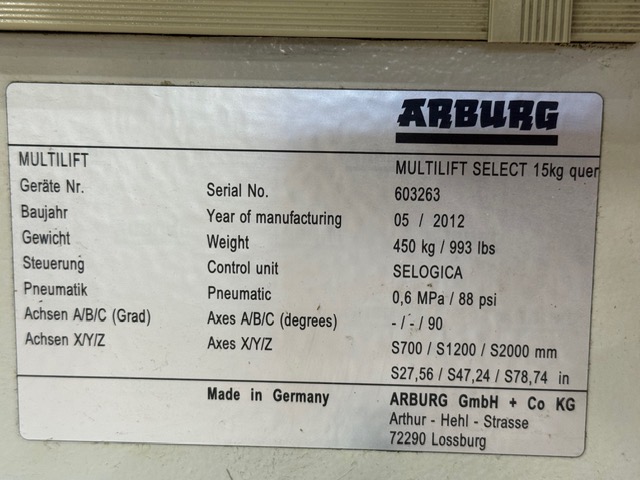 ARBURG
MULTILIFT MULTILIFT SELECT 15kg quer
Geräte Nr. Serial No. 603263
Baujahr Year of manufacturing 05 / 2012
Gewicht Weight 450 kg / 993 lbs
Steuerung Control unit SELOGICA
Pneumatik Pneumatic 0,6 MPa / 88 psi
Achsen A/B/C (Grad) Axes A/B/C (degrees) - / - / 90
Achsen X/Y/Z Axes X/Y/Z S700 / S1200 / S2000 mm
S27,56 / S47,24 / S78,74 in
Made in Germany ARBURG GmbH + Co KG
Arthur - Hehl - Strasse
72290 Lossburg